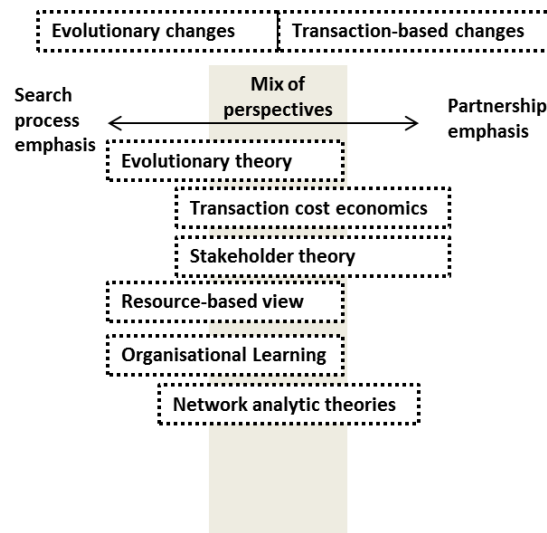 Evolutionary changes
Transaction-based changes
Search
process
emphasis
Mix of
perspectives
Partnership
emphasis
Evolutionary theory
Transaction cost economics
Stakeholder theory
Resource-based view
Organisational Learning
Network analytic theories